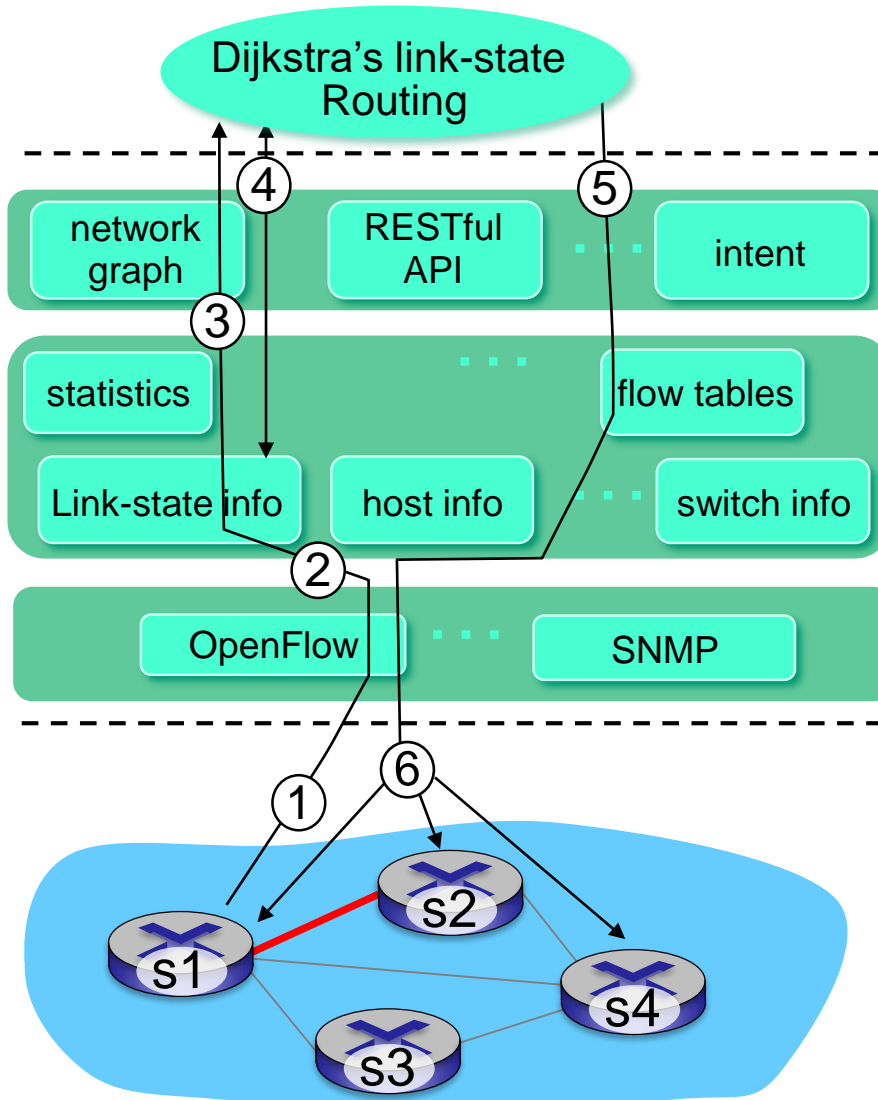 Dijkstra’s link-state
Routing
4
5
network
graph
RESTful
API
intent
3
statistics
flow tables
Link-state info
host info
switch info
2
OpenFlow
SNMP
6
1
s2
s1
s4
s3